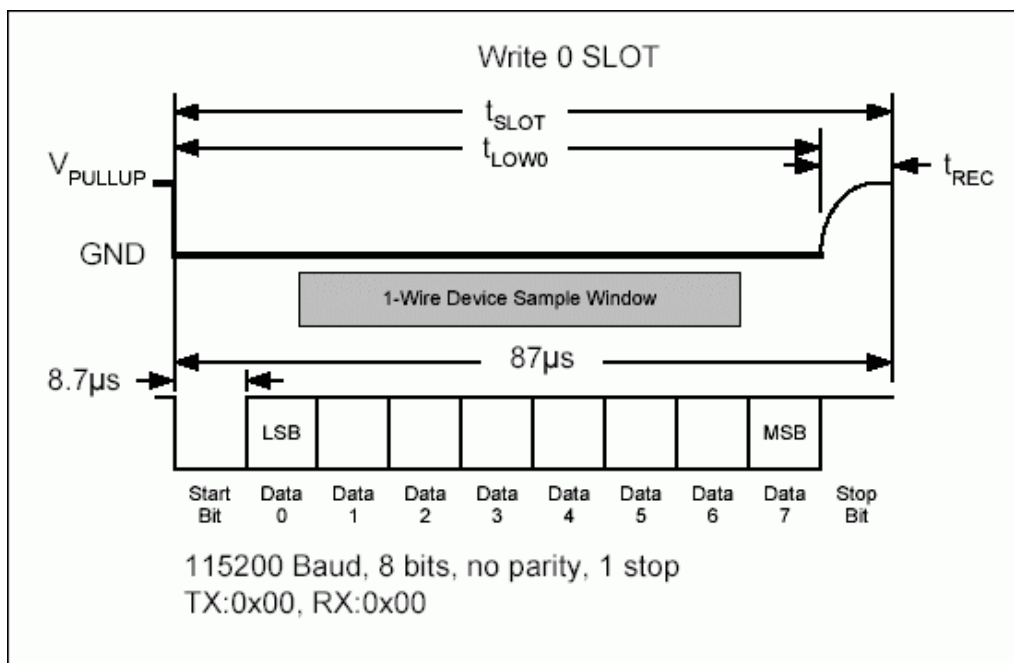 Write 0 SLOT
tSLOT
tLOW0
VPULLUP
tREC
GND
1-Wire Device Sample Window
87µs
8.7µs
LSB
MSB
Start Bit
Data 0
Data 1
Data 2
Data 3
Data 4
Data 5
Data 6
Data 7
Stop Bit
115200 Baud, 8 bits, no parity, 1 stop
TX:0x00, RX:0x00